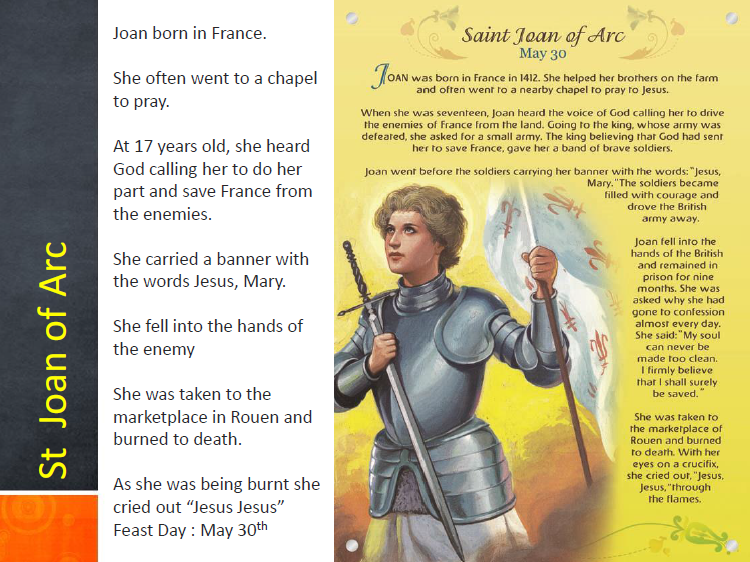 St Joan of Arc
Joan born in France.
She often went to a chapel
to pray.
At 17 years old, she heard
God calling her to do her
part and save France from
the enemies.
She carried a banner with
the words Jesus, Mary.
She fell into the hands of
the enemy
She was taken to the
marketplace in Rouen and
burned to death.
As she was being burnt she
cried out “Jesus Jesus”
Feast Day : May 30th
Saint Joan of Arc
May 30
JOAN was born in France in 1412. She helped her brothers on the farm
and often went to a nearby chapel to pray to Jesus.
When she was seventeen, Joan heard the voice of God calling her to drive
the enemies of France from the land. Going to the king, whose army was
defeated, she asked for a small army. The king believing that God had sent
her to save France, gave her a band of brave soldiers.
Joan went before the soldiers carrying her banner with the words: "Jesus,
Mary." The soldiers became
filled with courage and
drove the British
army away.
Joan fell into the
hands of the British
and remained in
prison for nine
months. She was
asked why she had
gone to confession
almost every day.
She said: "My soul
can never be
made too clean.
I firmly believe
that I shall surely
be saved."
She was taken to
the marketplace of
Rouen and burned
to death. With her
eyes on a crucifix,
she cried out, "Jesus,
Jesus, "through
the flames.